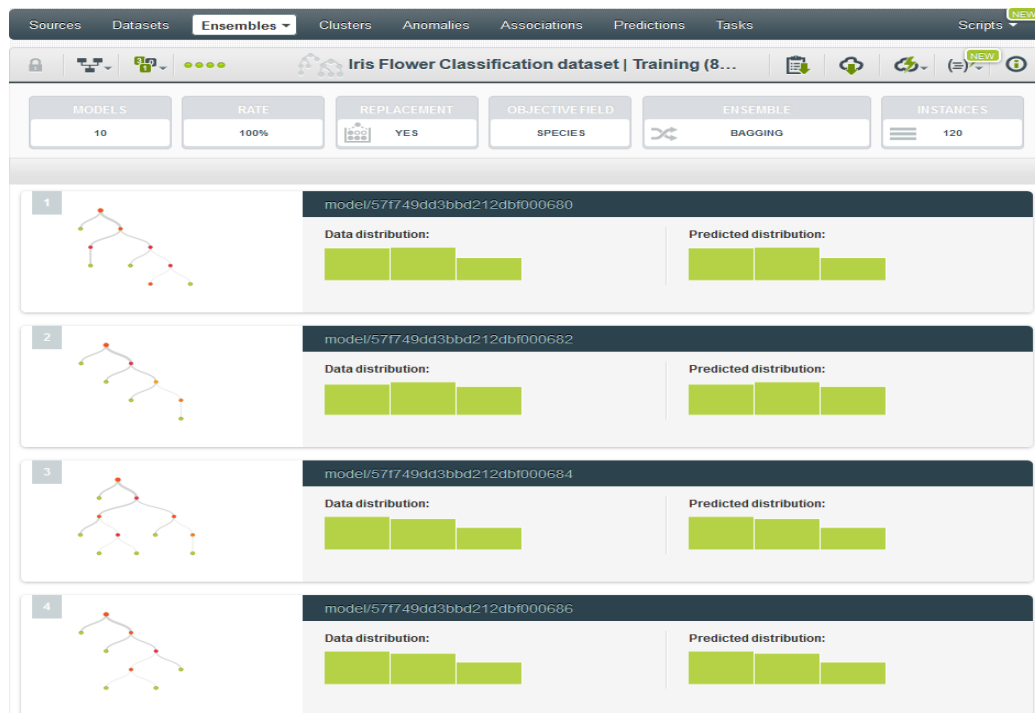 NEW
Sources Datasets Ensembles Clusters Anomalies Associations Predictions Tasks Scripts
NEW
Iris Flower Classification dataset | Training (8...
MODELS RATE REPLACEMENT OBJECTIVE FIELD ENSEMBLE INSTANCES
10 100% YES SPECIES BAGGING 120
1 model/57f749dd3bbd212dbf000680
Data distribution: Predicted distribution:
2 model/57f749dd3bbd212dbf000682
Data distribution: Predicted distribution:
3 model/57f749dd3bbd212dbf000684
Data distribution: Predicted distribution:
4 model/57f749dd3bbd212dbf000686
Data distribution: Predicted distribution: